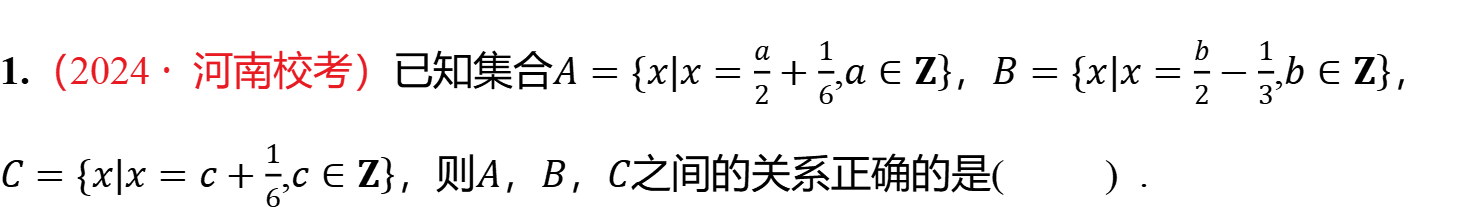 1.（2024· 河南校考）已知集合A = {x|x = a/2 + 1/6,a ∈ Z}，B = {x|x = b/2 − 1/3,b ∈ Z}，
C = {x|x = c + 1/6,c ∈ Z}，则A，B，C之间的关系正确的是( ) .